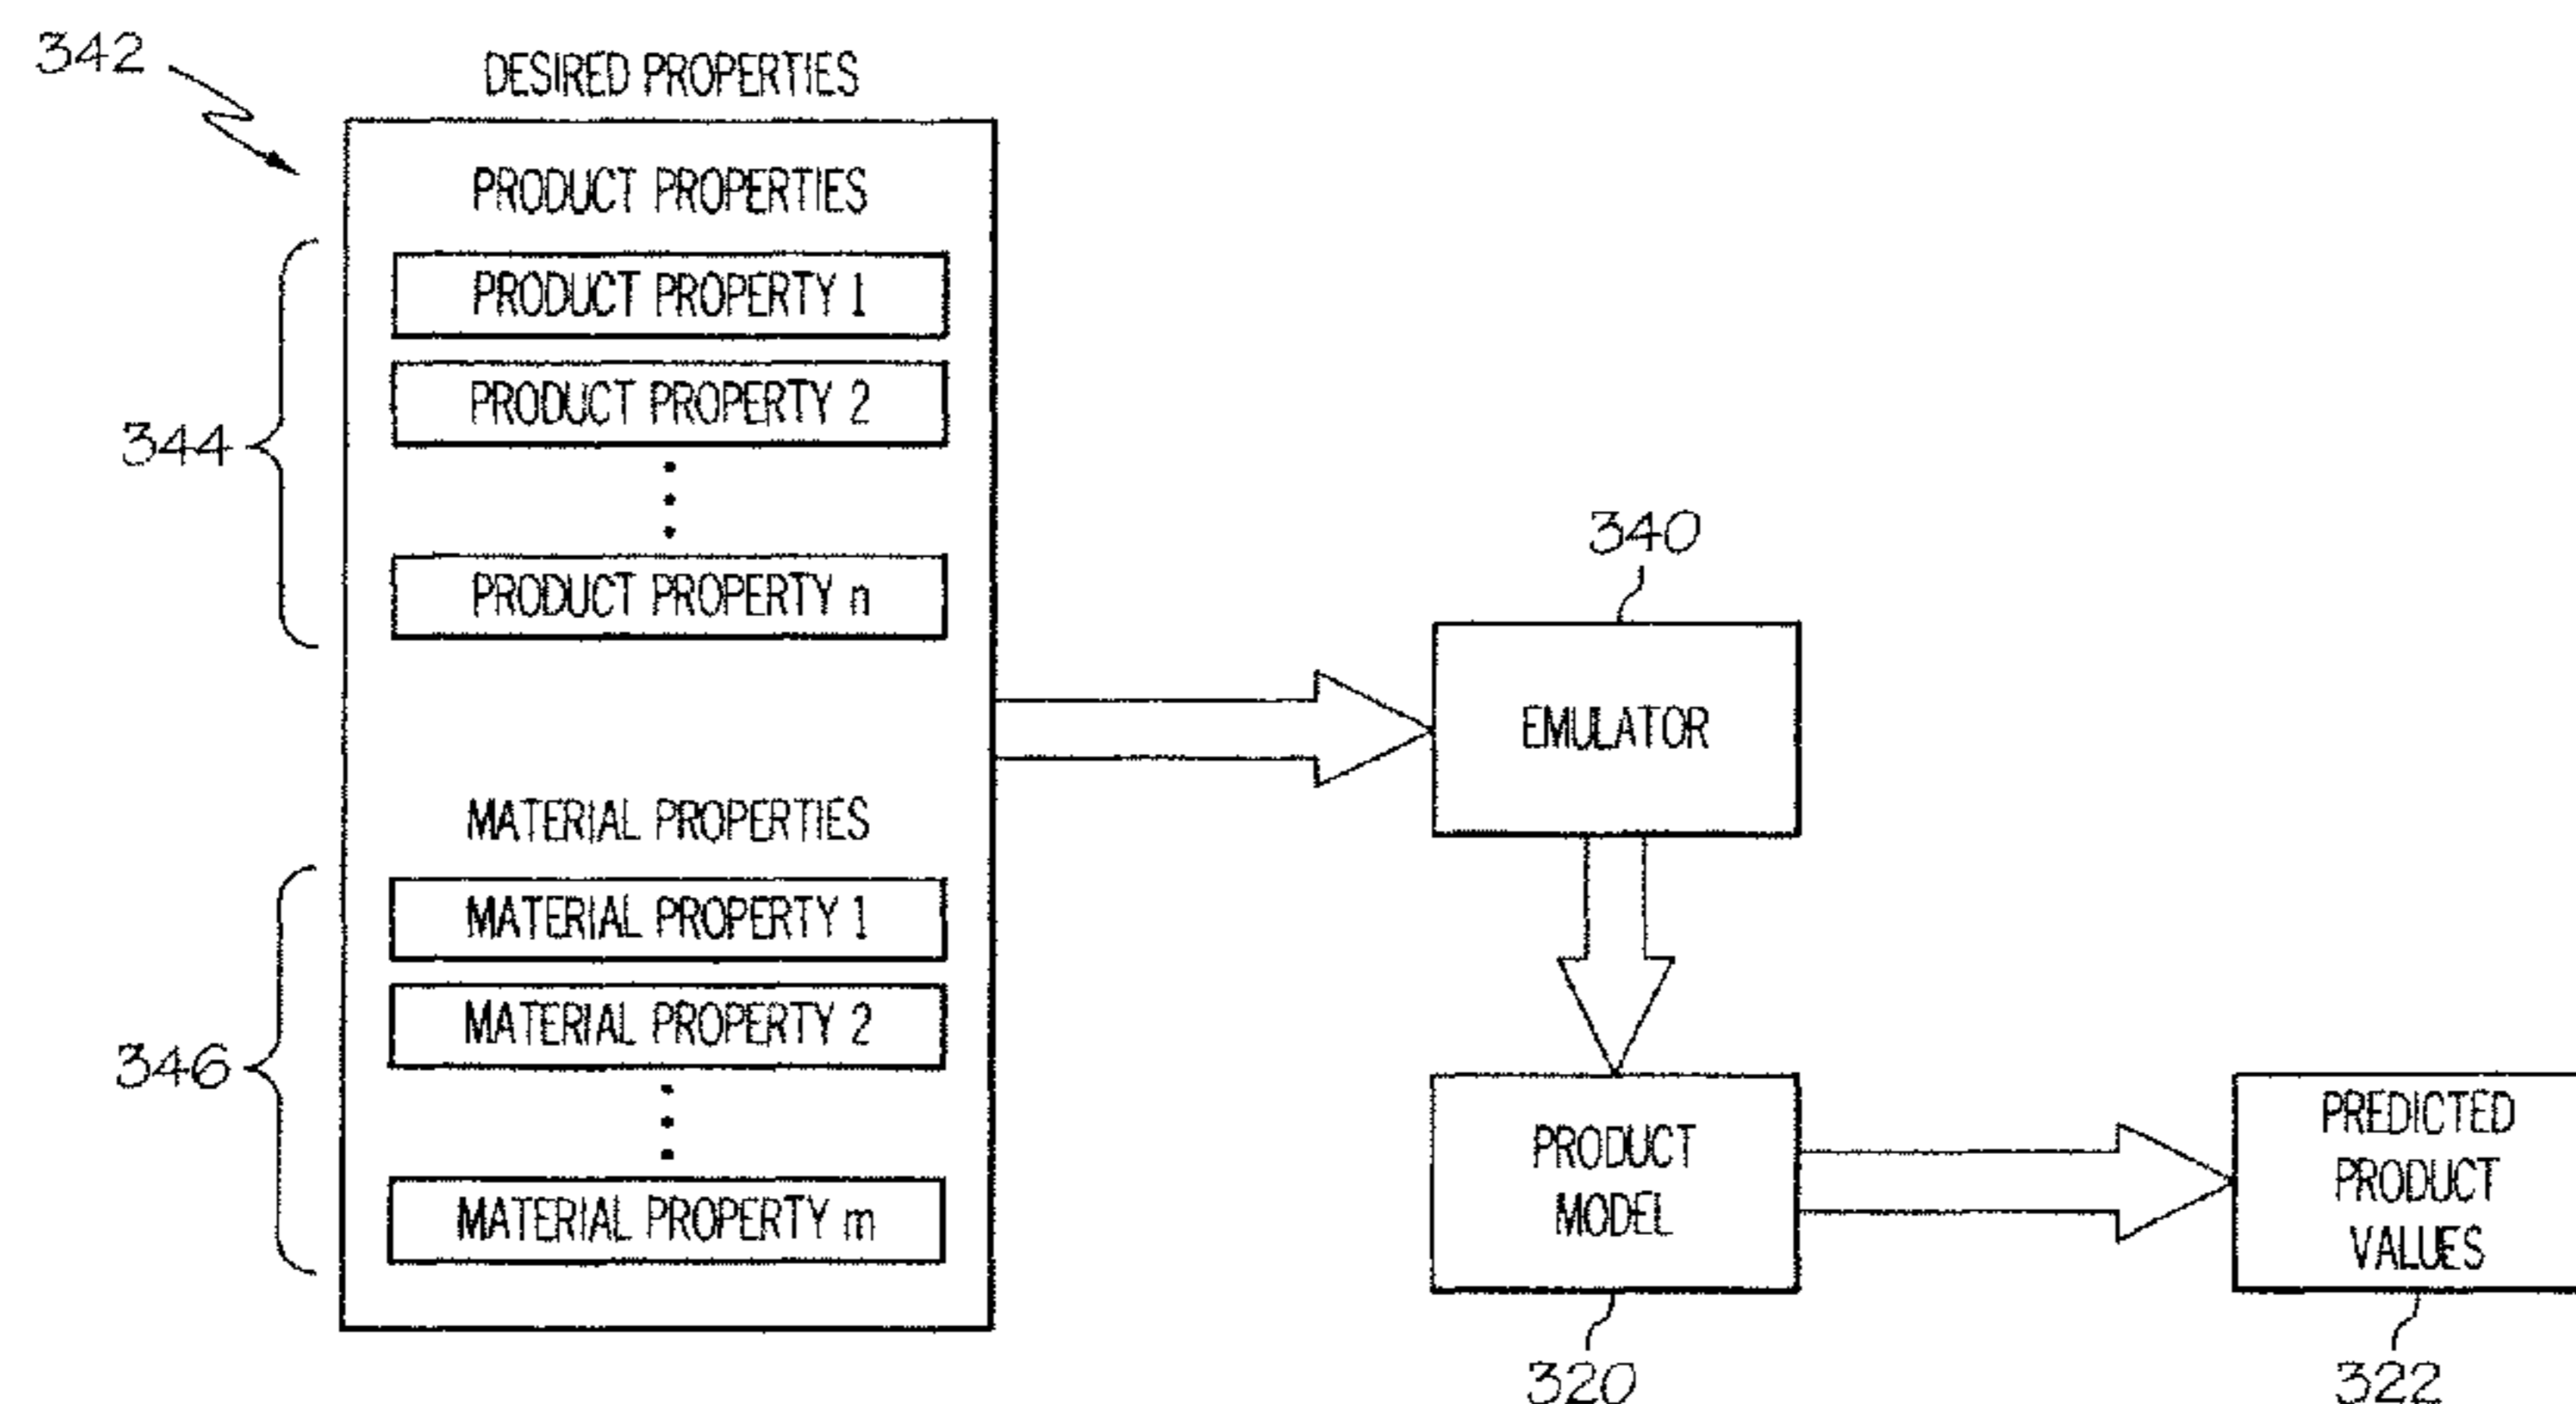 342
DESIRED PROPERTIES
PRODUCT PROPERTIES
PRODUCT PROPERTY 1
PRODUCT PROPERTY 2
344
PRODUCT PROPERTY n
340
EMULATOR
MATERIAL PROPERTIES
MATERIAL PROPERTY 1
MATERIAL PROPERTY 2
346
MATERIAL PROPERTY m
PRODUCT
MODEL
320
PREDICTED
PRODUCT
VALUES
322